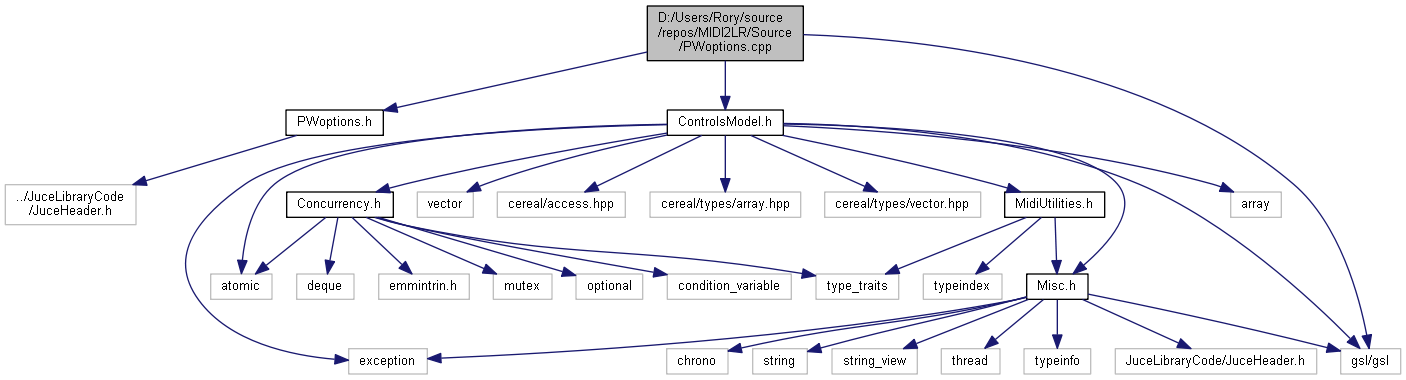 D:/Users/Rory/source
/repos/MIDI2LR/Source
/PWoptions.cpp
PWoptions.h
ControlsModel.h
../JuceLibraryCode
/JuceHeader.h
Concurrency.h
vector
cereal/access.hpp
cereal/types/array.hpp
cereal/types/vector.hpp
MidiUtilities.h
array
atomic
deque
emmintrin.h
mutex
optional
condition_variable
type_traits
typeindex
Misc.h
exception
chrono
string
string_view
thread
typeinfo
JuceLibraryCode/JuceHeader.h
gsl/gsl